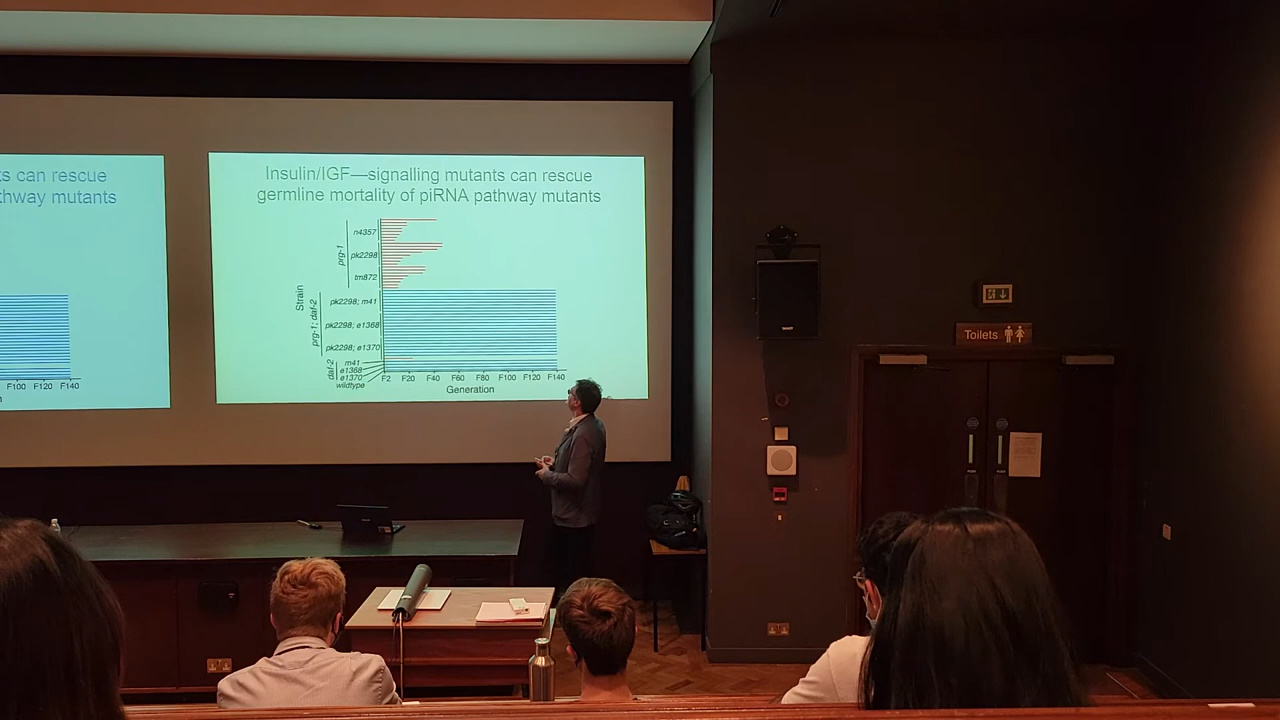 ts can rescue
thway mutants
F100 F120 F140
Insulin/IGF—signalling mutants can rescue
germline mortality of piRNA pathway mutants
Strain
prg-1
n4357
pk2298
tm872
prg-1; daf-2
pk2298; m41
pk2298; e1368
pk2298; e1370
daf-2
m41
e1368
e1370
wildtype
F2 F20 F40 F60 F80 F100 F120 F140
Generation
Toilets